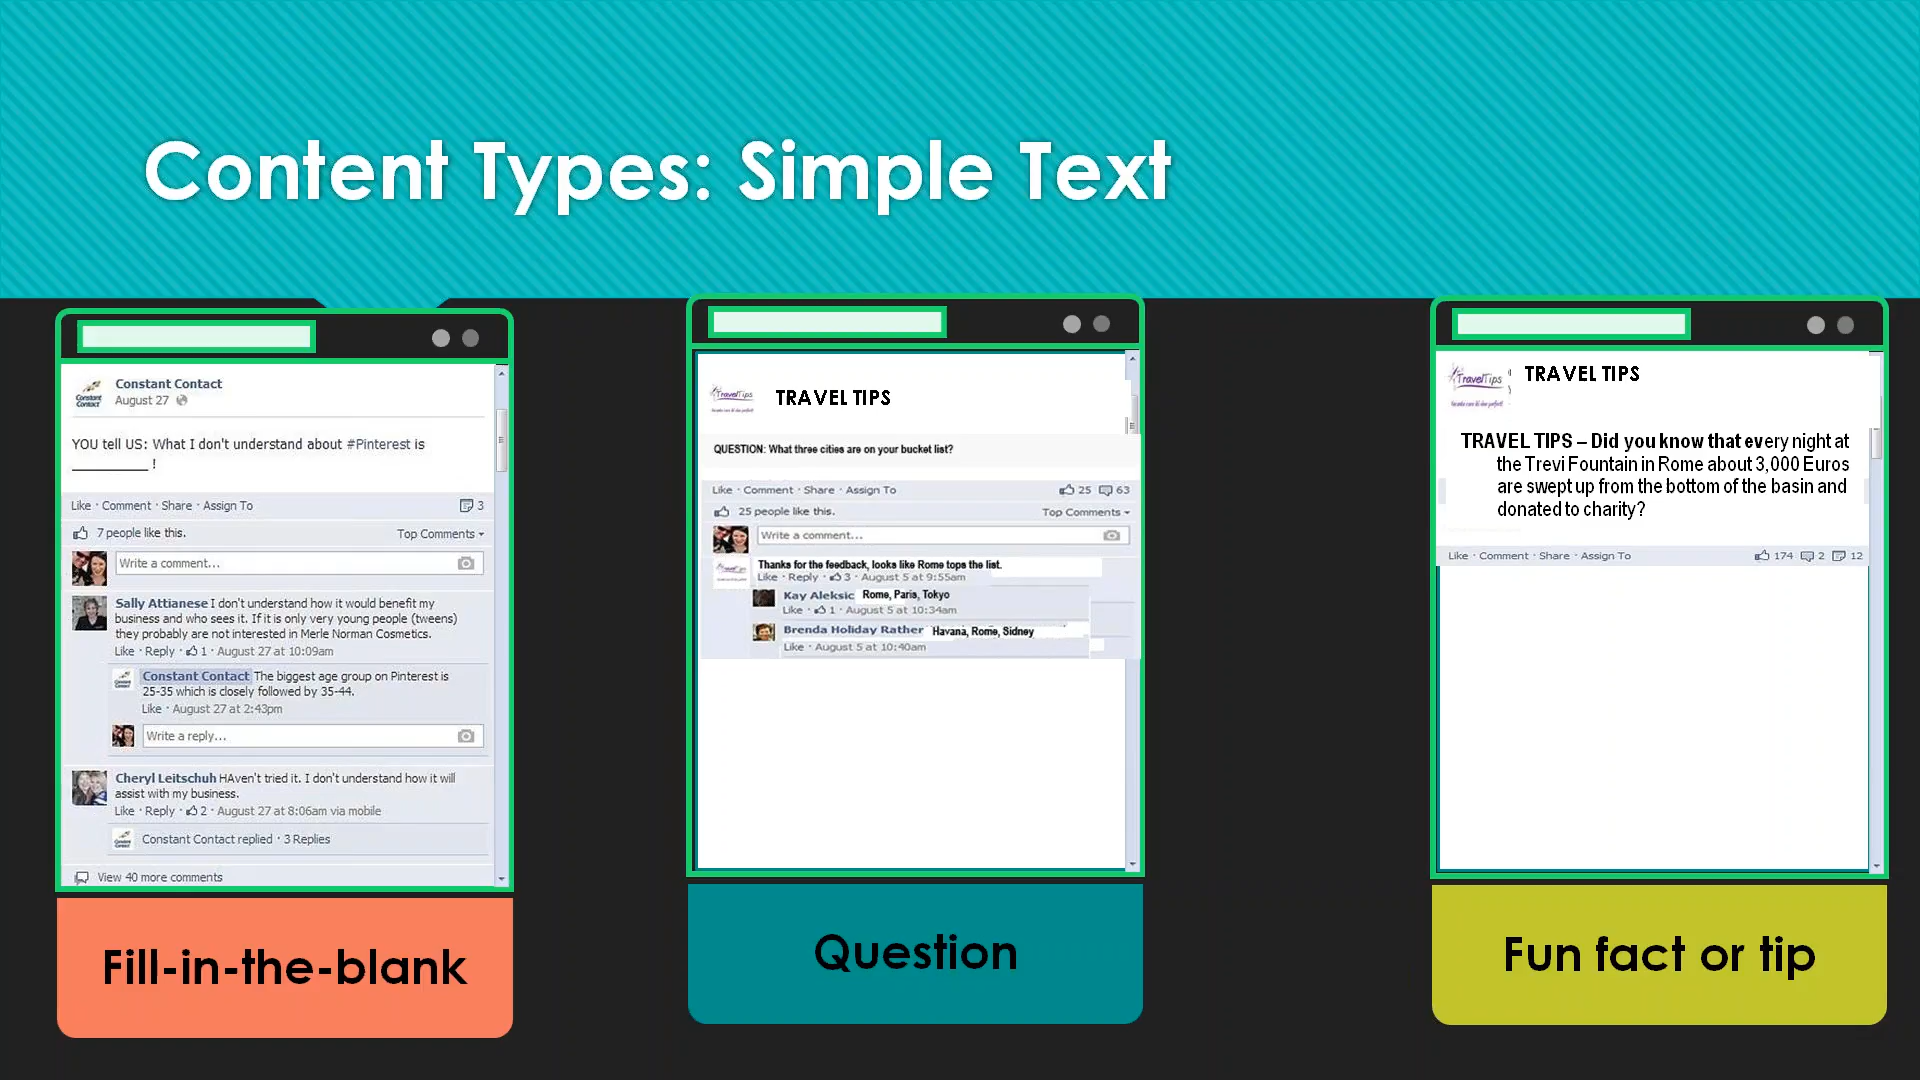 Content Types: Simple Text
Constant Contact
August 27
YOU tell US: What I don't understand about #Pinterest is
__________ !
Like · Comment · Share · Assign To 3
7 people like this. Top Comments
Write a comment...
Sally Attianese I don't understand how it would benefit my
business and who sees it. If it is only very young people (tweens)
they probably are not interested in Merle Norman Cosmetics.
Like · Reply · 1 · August 27 at 10:09am
Constant Contact The biggest age group on Pinterest is
25-35 which is closely followed by 35-44.
Like · August 27 at 2:43pm
Write a reply...
Cheryl Leitschuh HAven't tried it. I don't understand how it will
assist with my business.
Like · Reply · 2 · August 27 at 8:06am via mobile
Constant Contact replied · 3 Replies
View 40 more comments
Fill-in-the-blank
TravelTips
TRAVEL TIPS
QUESTION: What three cities are on your bucket list?
Like · Comment · Share · Assign To 25 63
25 people like this. Top Comments
Write a comment...
Thanks for the feedback, looks like Rome tops the list.
Like · Reply · 3 · August 5 at 9:55am
Kay Aleksic Rome, Paris, Tokyo
Like · 1 · August 5 at 10:34am
Brenda Holiday Rather Havana, Rome, Sidney
Like · August 5 at 10:40am
Question
TravelTips
TRAVEL TIPS
TRAVEL TIPS – Did you know that every night at
the Trevi Fountain in Rome about 3,000 Euros
are swept up from the bottom of the basin and
donated to charity?
Like · Comment · Share · Assign To 174 2 12
Fun fact or tip